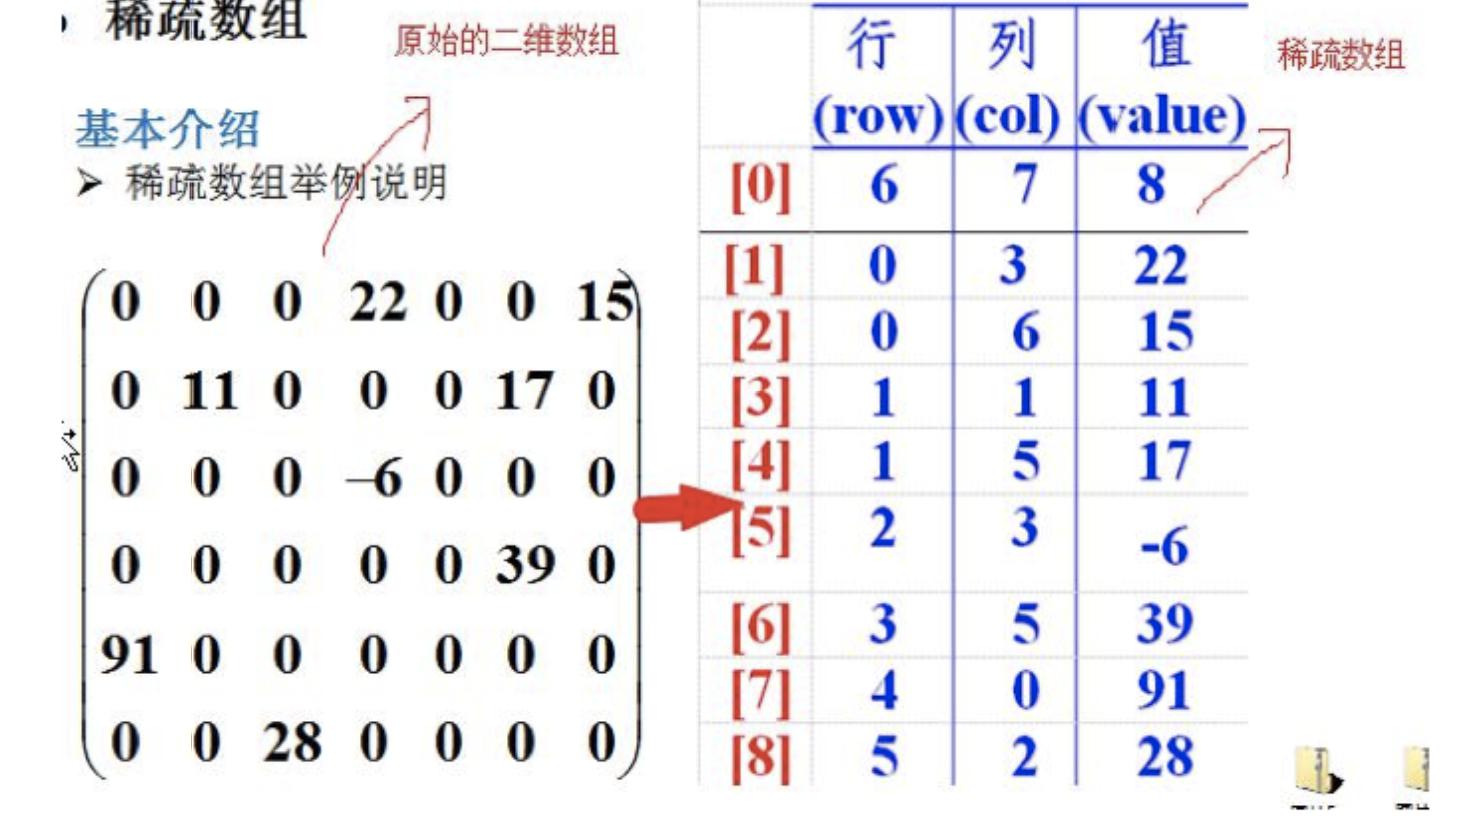 稀疏数组
原始的二维数组
基本介绍
➢ 稀疏数组举例说明
0 0 0 22 0 0 15
0 11 0 0 0 17 0
0 0 0 –6 0 0 0
0 0 0 0 0 39 0
91 0 0 0 0 0 0
0 0 28 0 0 0 0
行 列 值
(row) (col) (value)
稀疏数组
[0] 6 7 8
[1] 0 3 22
[2] 0 6 15
[3] 1 1 11
[4] 1 5 17
[5] 2 3 -6
[6] 3 5 39
[7] 4 0 91
[8] 5 2 28